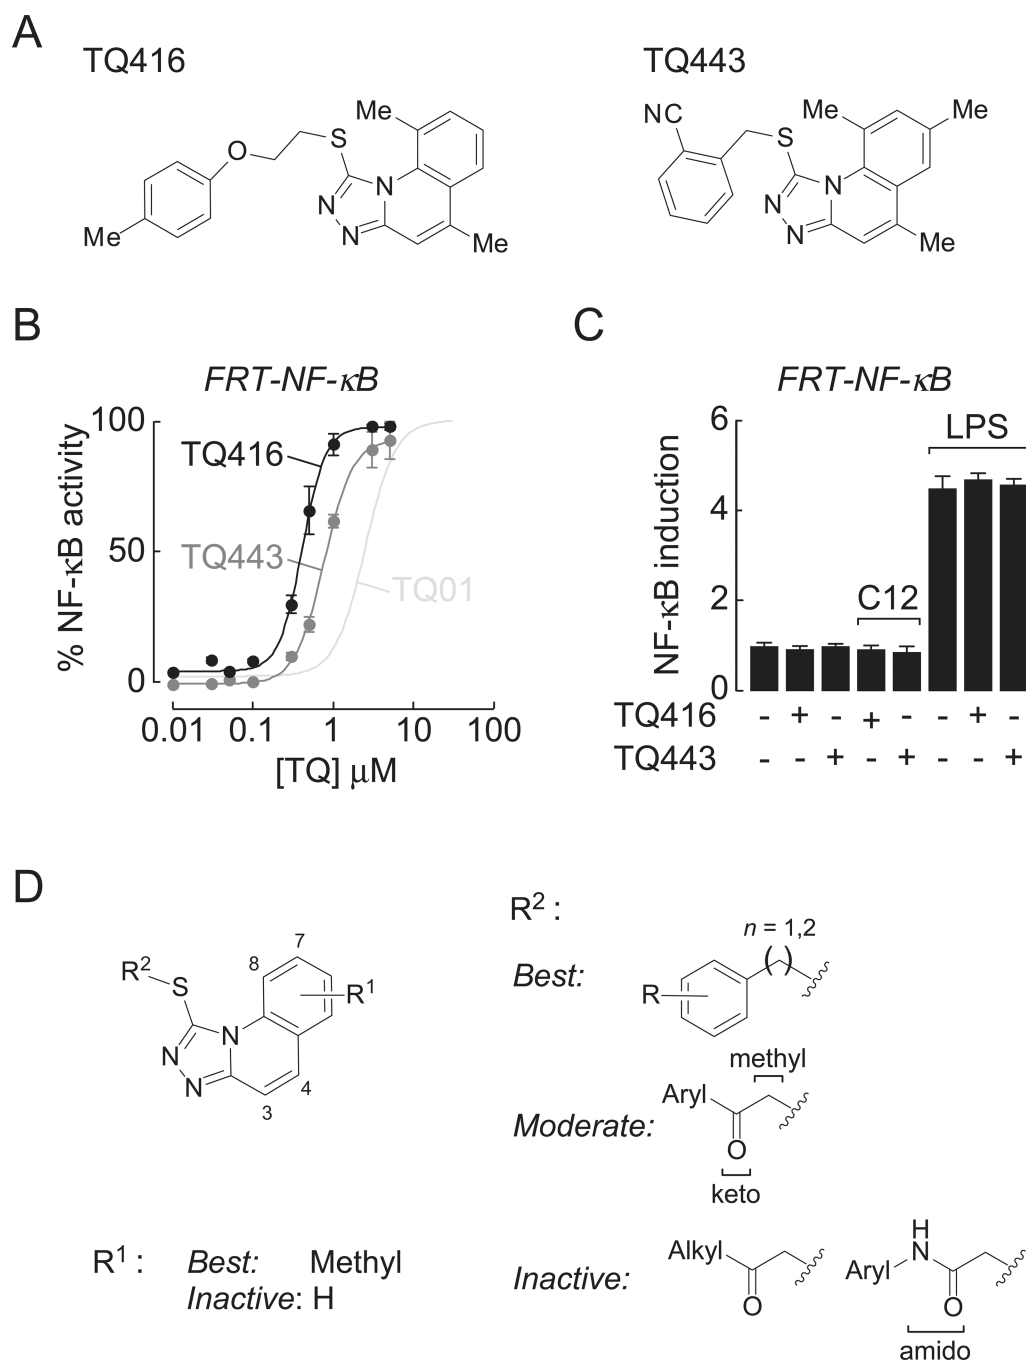 A
TQ416
TQ443
Me
S
O
N
N
N
Me
Me
NC
S
Me
Me
N
N
N
Me
B
FRT-NF-κB
% NF-κB activity
100
50
0
TQ416
TQ443
TQ01
0.01 0.1 1 10 100
[TQ] μM
C
FRT-NF-κB
NF-κB induction
6
4
2
0
LPS
C12
TQ416 - + - + - - + -
TQ443 - - + - + - - +
D
R² S
8 7
R¹
N
N
N
4
3
R¹ : Best: Methyl
Inactive: H
R² :
Best:
R
n = 1,2
Moderate:
Aryl
methyl
O
keto
Inactive:
Alkyl
O
Aryl
H
N
O
amido